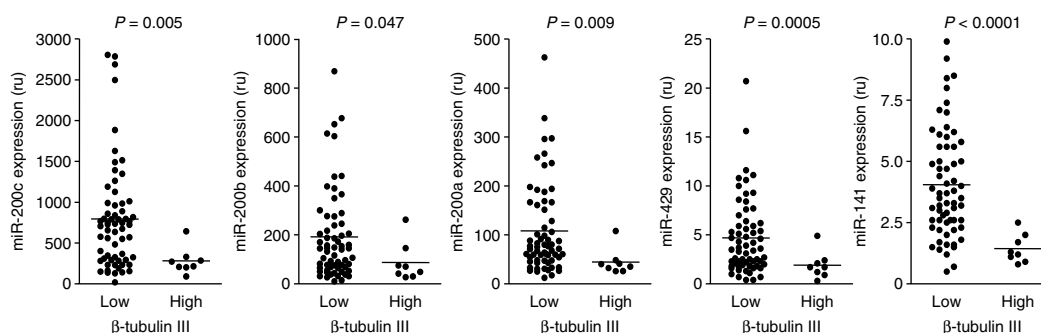 P = 0.005
miR-200c expression (ru)
3000
2500
2000
1500
1000
500
0
Low High
β-tubulin III
P = 0.047
miR-200b expression (ru)
1000
800
600
400
200
0
Low High
β-tubulin III
P = 0.009
miR-200a expression (ru)
500
400
300
200
100
0
Low High
β-tubulin III
P = 0.0005
miR-429 expression (ru)
25
20
15
10
5
0
Low High
β-tubulin III
P < 0.0001
miR-141 expression (ru)
10.0
7.5
5.0
2.5
0
Low High
β-tubulin III